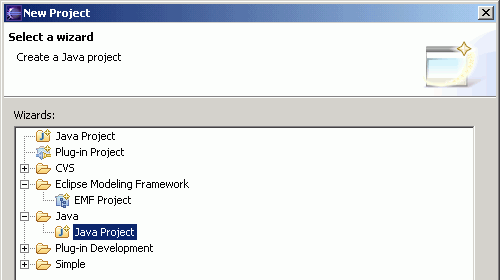 New Project
Select a wizard
Create a Java project
Wizards:
Java Project
Plug-in Project
CVS
Eclipse Modeling Framework
EMF Project
Java
Java Project
Plug-in Development
Simple